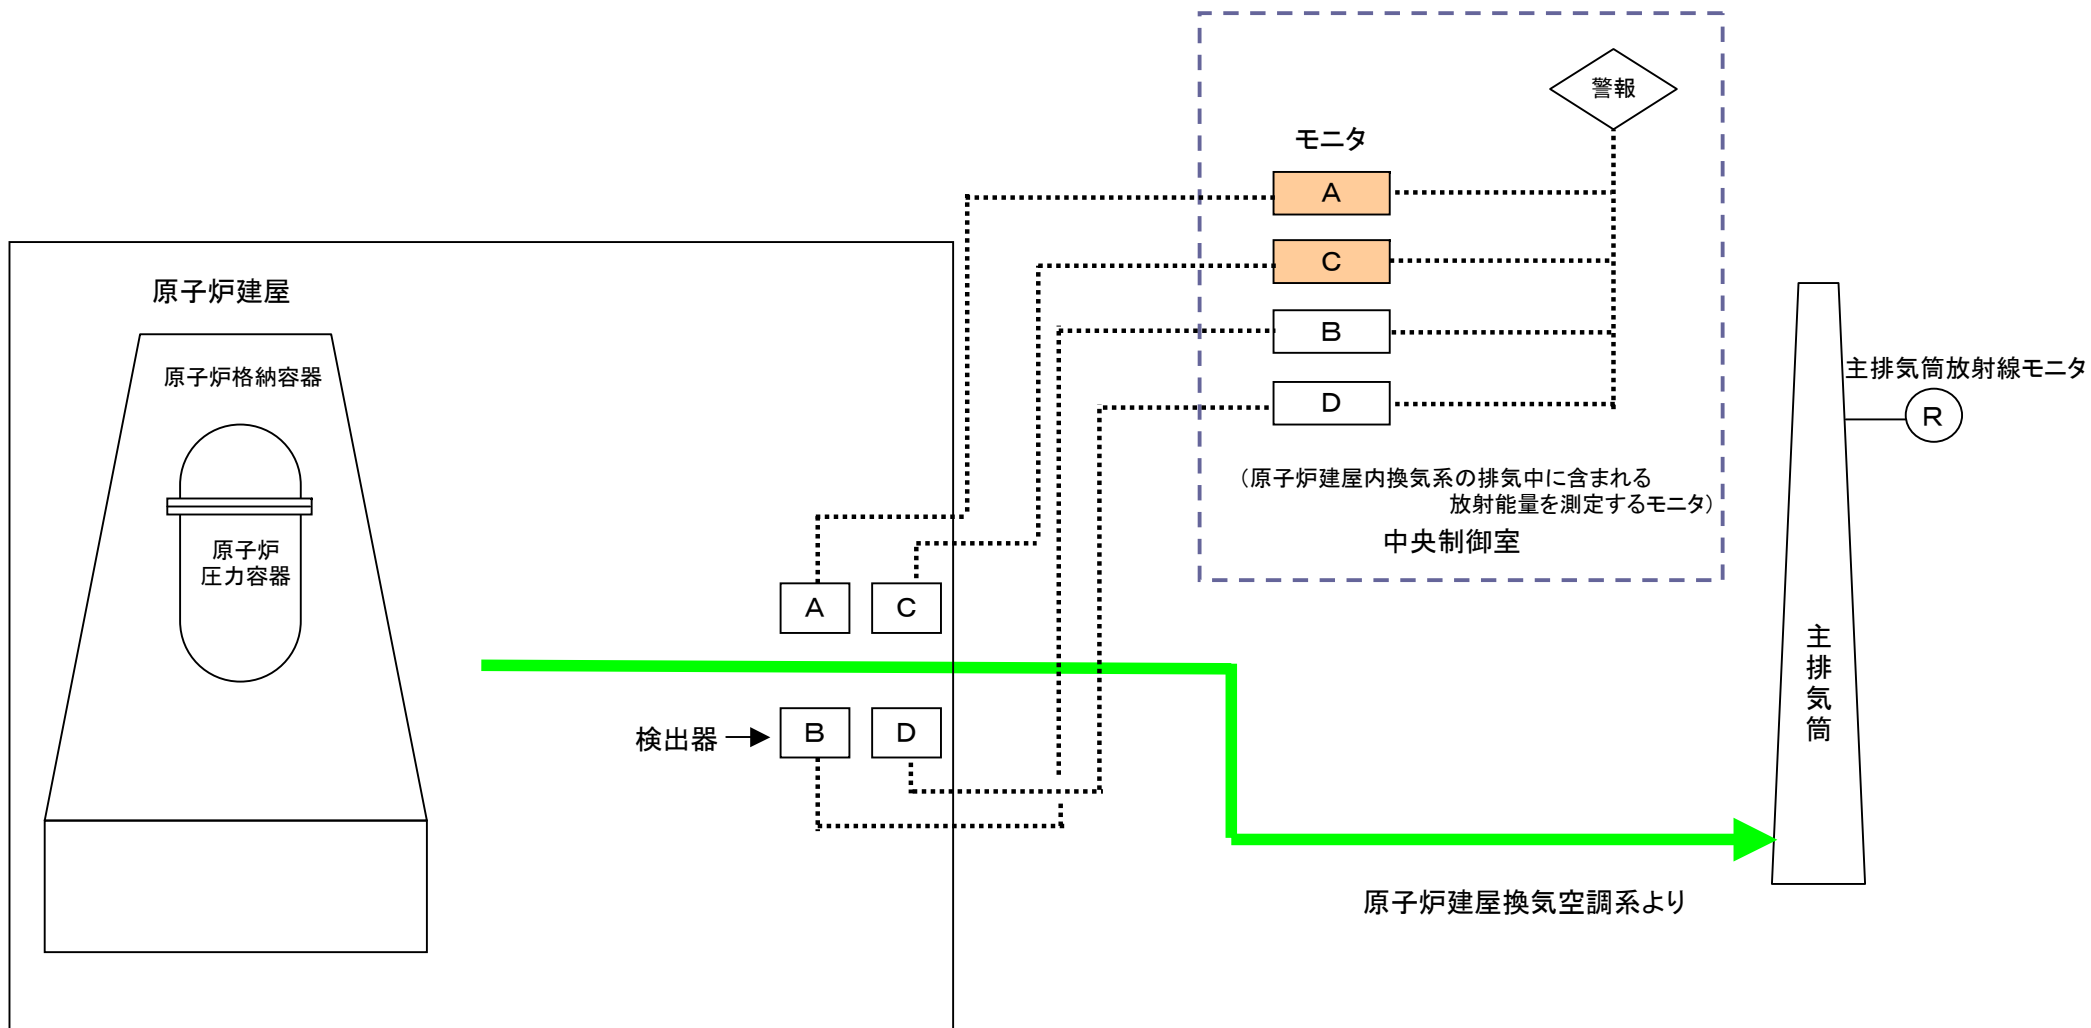 警報
モニタ
A
C
B
D
(原子炉建屋内換気系の排気中に含まれる
放射能量を測定するモニタ)
中央制御室
原子炉建屋
原子炉格納容器
原子炉
圧力容器
A
C
検出器
B
D
主排気筒放射線モニタ
R
主排気筒
原子炉建屋換気空調系より